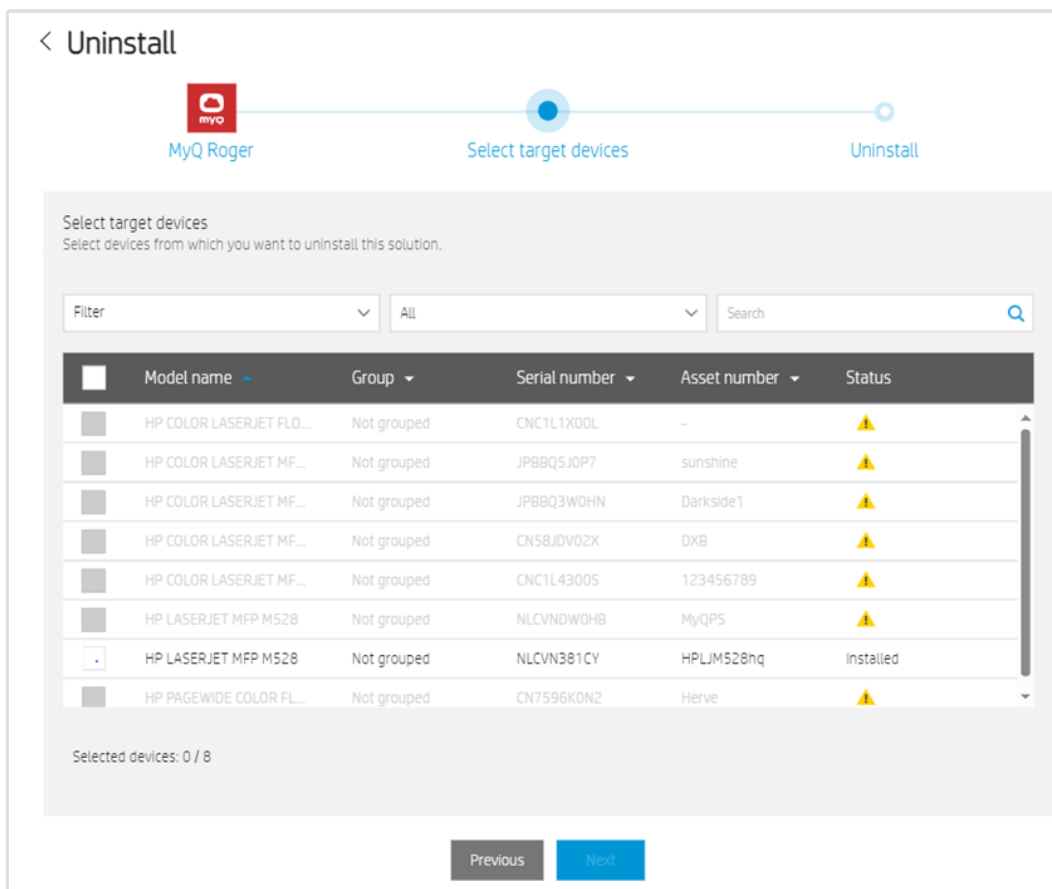 Uninstall
myQ
MyQ Roger Select target devices Uninstall
Select target devices
Select devices from which you want to uninstall this solution.
Filter All Search
Model name Group Serial number Asset number Status
HP COLOR LASERJET FLO... Not grouped CNC1L1X00L -
HP COLOR LASERJET MF... Not grouped JPBBQ5J0P7 sunshine
HP COLOR LASERJET MF... Not grouped JPBBQ3W0HN Darkside1
HP COLOR LASERJET MF... Not grouped CN58JDV02X DXB
HP COLOR LASERJET MF... Not grouped CNC1L4300S 123456789
HP LASERJET MFP M528 Not grouped NLCVNDW0HB MyQPS
HP LASERJET MFP M528 Not grouped NLCVN381CY HPLJM528hq Installed
HP PAGEWIDE COLOR FL... Not grouped CN7596K0N2 Herve
Selected devices: 0 / 8
Previous Next